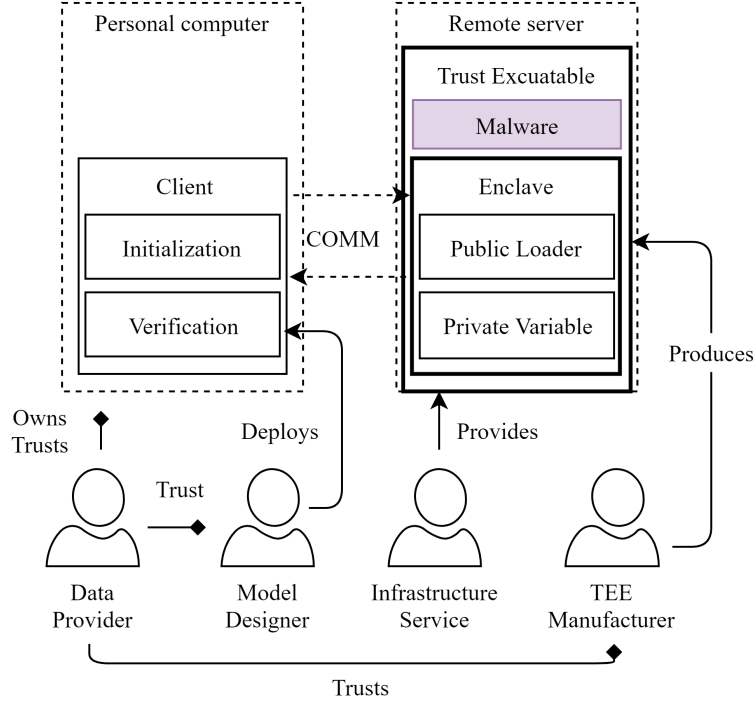 Personal computer
Remote server
Trust Excuatable
Malware
Client
Enclave
Initialization
COMM
Public Loader
Verification
Private Variable
Produces
Owns
Trusts
Deploys
Provides
Trust
Data
Provider
Model
Designer
Infrastructure
Service
TEE
Manufacturer
Trusts